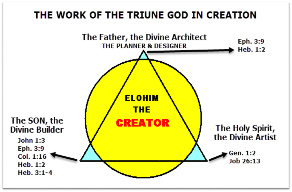 THE WORK OF THE TRIUNE GOD IN CREATION
The Father, the Divine Architect
THE PLANNER & DESIGNER
Eph. 3:9
Heb. 1:2
ELOHIM
THE
CREATOR
The SON, the
Divine Builder
John 1:3
Eph. 3:9
Col. 1:16
Heb. 1:2
Heb. 3:1-4
The Holy Spirit,
the Divine Artist
Gen. 1:2
Job 26:13